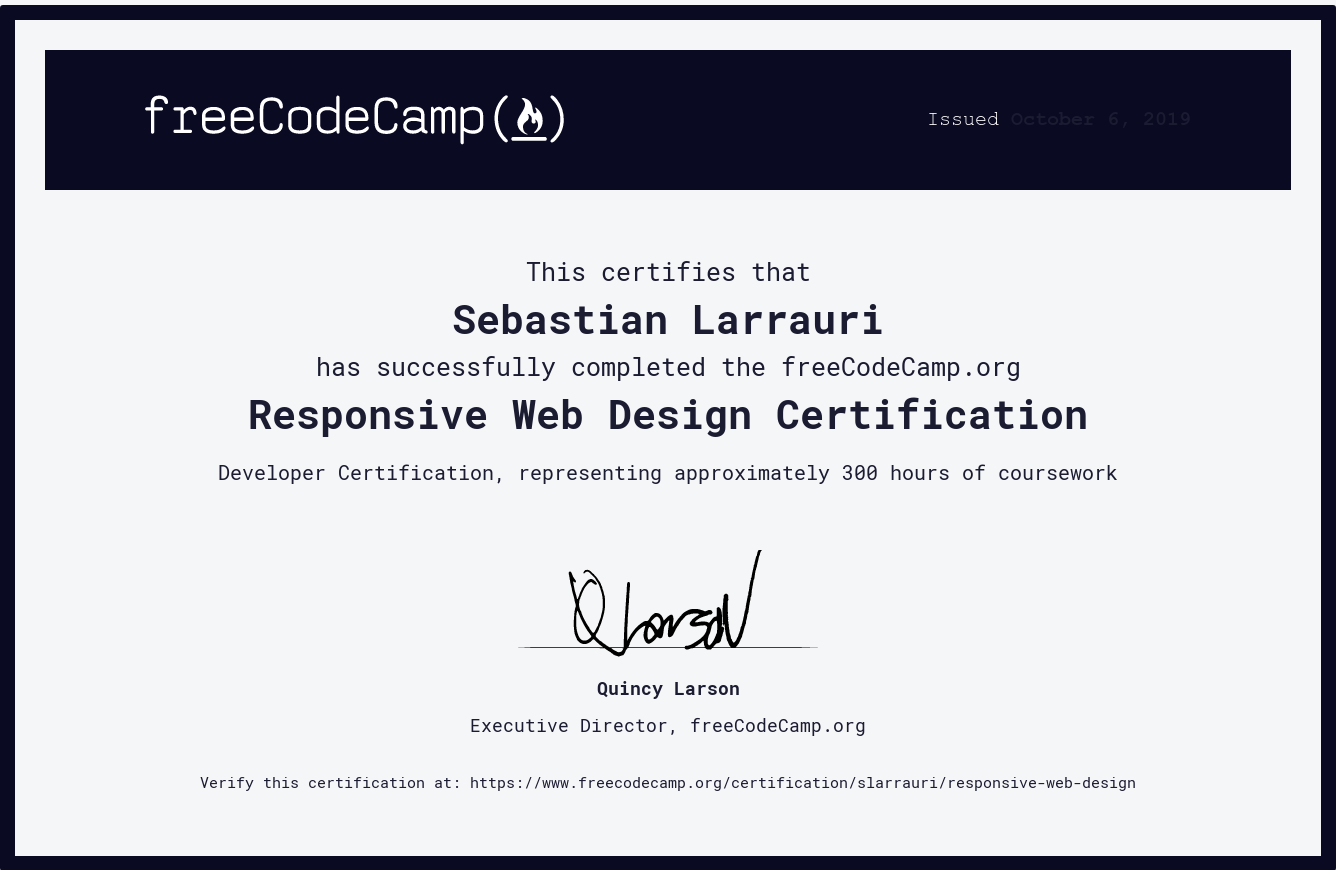 freeCodeCamp(🔥)
Issued October 6, 2019
This certifies that
Sebastian Larrauri
has successfully completed the freeCodeCamp.org
Responsive Web Design Certification
Developer Certification, representing approximately 300 hours of coursework
Q Larson
Quincy Larson
Executive Director, freeCodeCamp.org
Verify this certification at: https://www.freecodecamp.org/certification/slarrauri/responsive-web-design